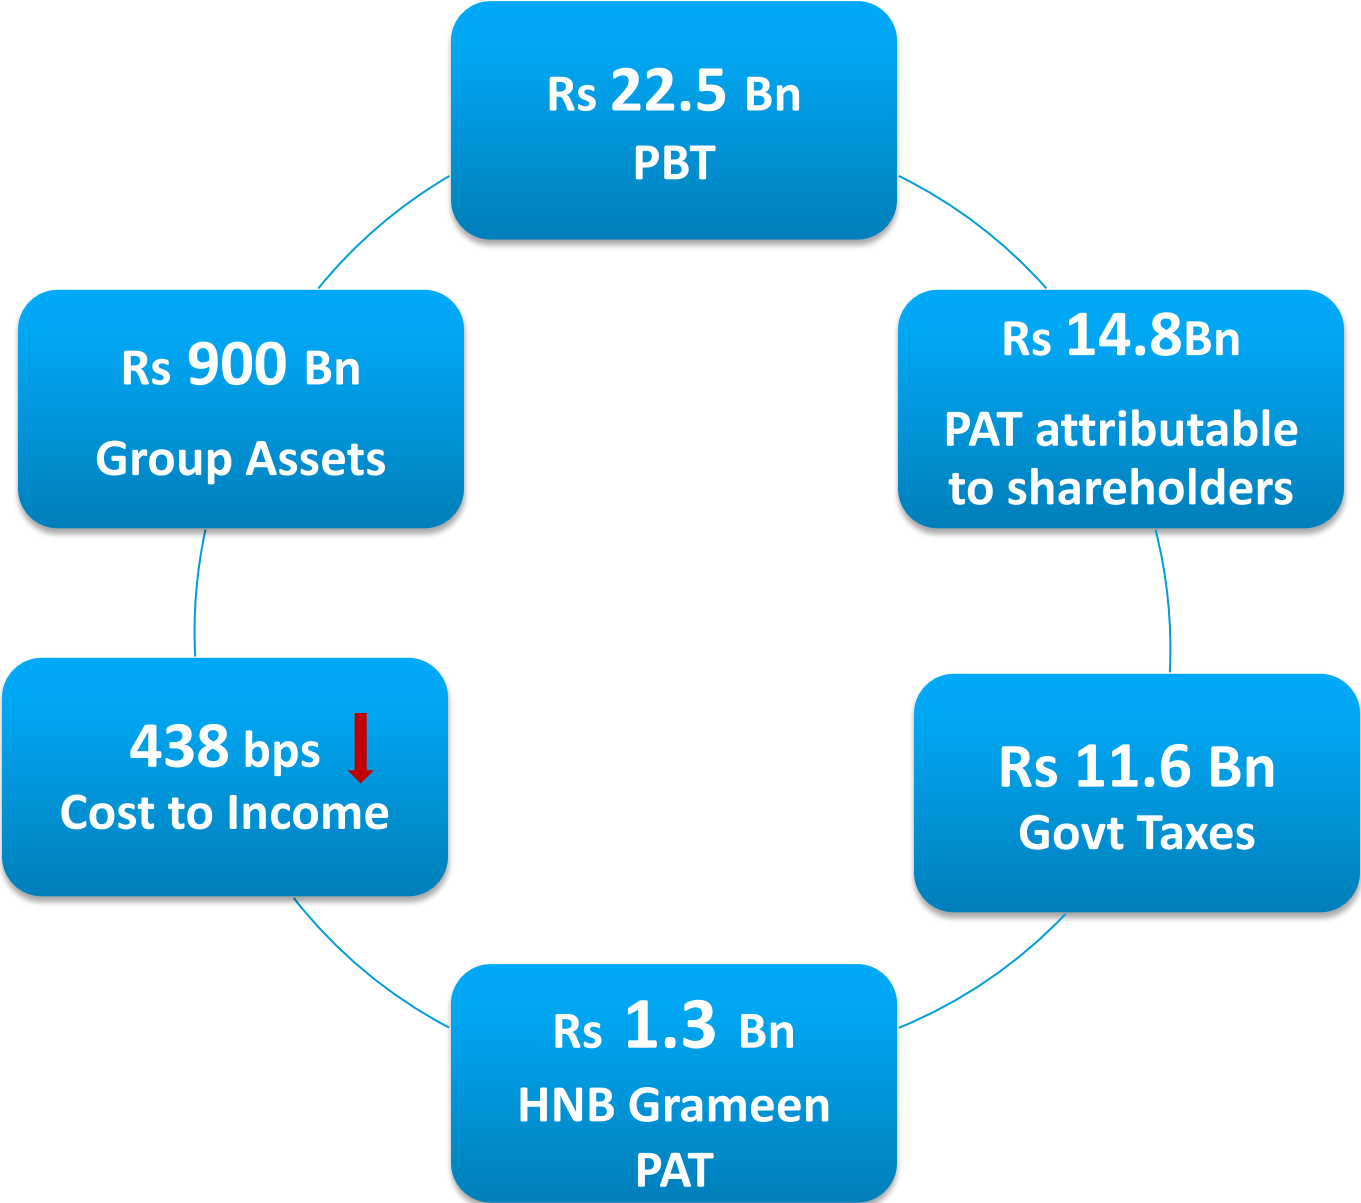 Rs 22.5 Bn
PBT
Rs 14.8Bn
PAT attributable
to shareholders
Rs 11.6 Bn
Govt Taxes
Rs 1.3 Bn
HNB Grameen
PAT
438 bps
Cost to Income
Rs 900 Bn
Group Assets